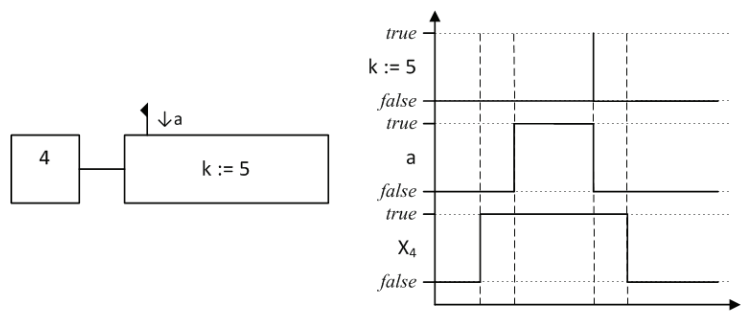 4
↓a
k := 5
true
k := 5
false
true
a
false
true
X₄
false